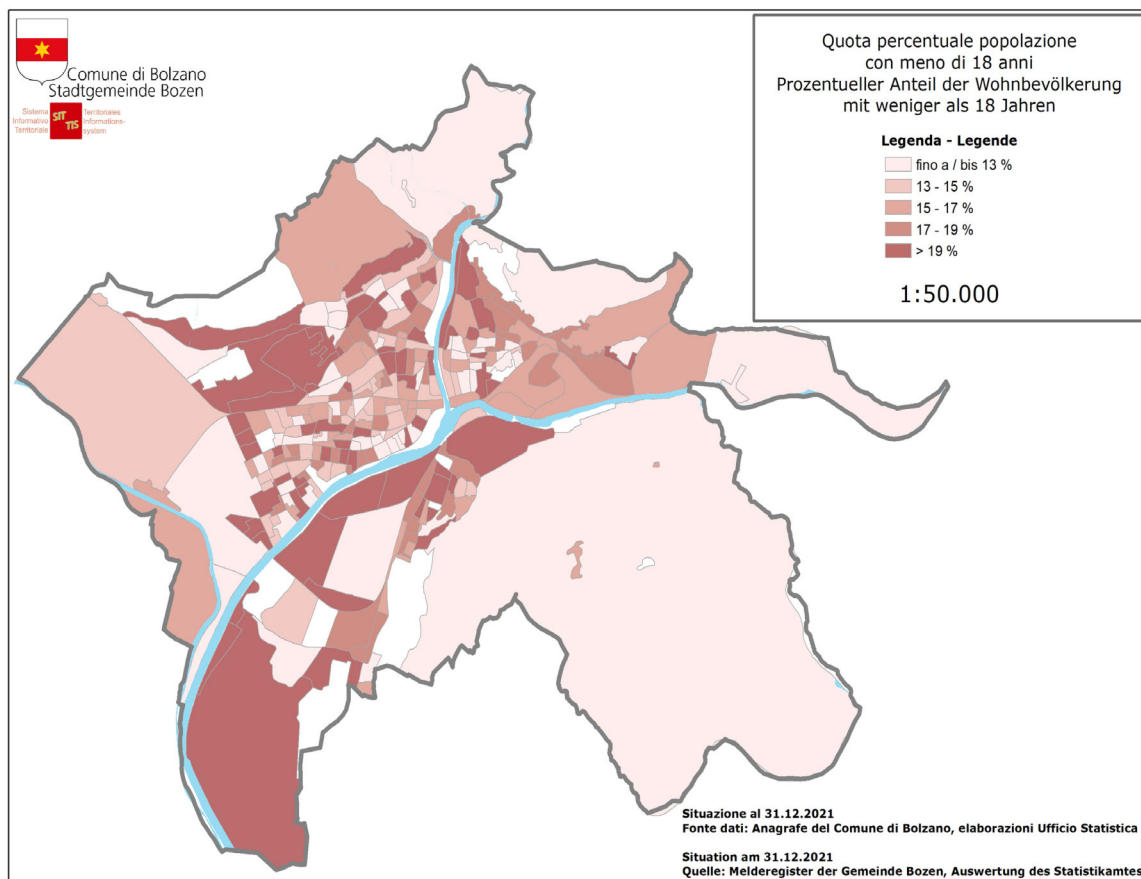 Comune di Bolzano
Stadtgemeinde Bozen
Sistema
Informativo
Territoriale
SIT
TIS
Territoriales
Informations-
system
Quota percentuale popolazione
con meno di 18 anni
Prozentueller Anteil der Wohnbevölkerung
mit weniger als 18 Jahren
Legenda - Legende
fino a / bis 13 %
13 - 15 %
15 - 17 %
17 - 19 %
> 19 %
1:50.000
Situazione al 31.12.2021
Fonte dati: Anagrafe del Comune di Bolzano, elaborazioni Ufficio Statistica
Situation am 31.12.2021
Quelle: Melderegister der Gemeinde Bozen, Auswertung des Statistikamtes